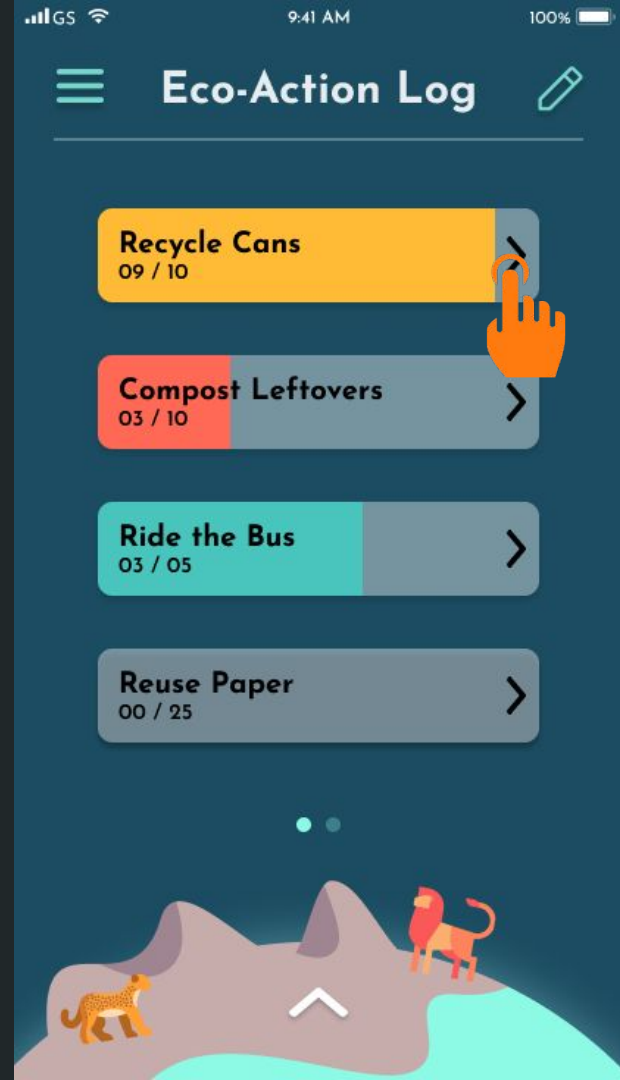 GS 9:41 AM 100%
Eco-Action Log
Recycle Cans
09 / 10
Compost Leftovers
03 / 10
Ride the Bus
03 / 05
Reuse Paper
00 / 25